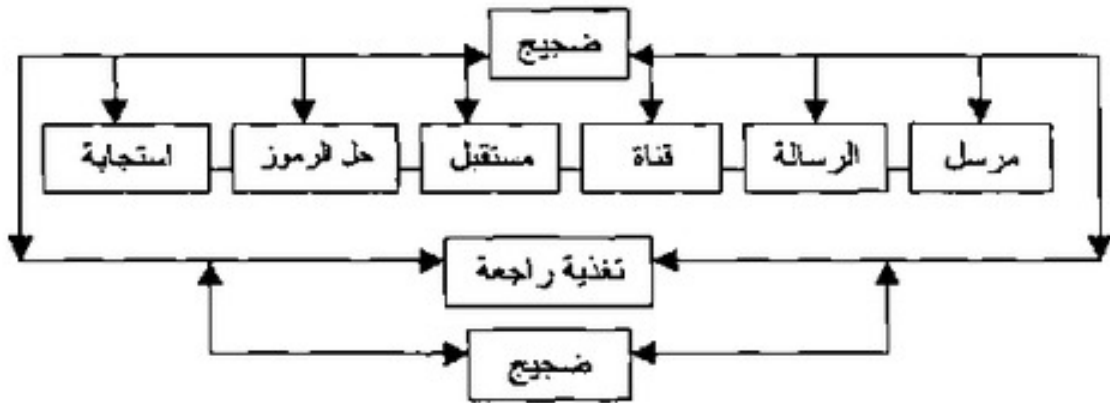 ضجيج
مرسل
الرسالة
قناة
مستقبل
حل الرموز
استجابة
تغذية راجعة
ضجيج